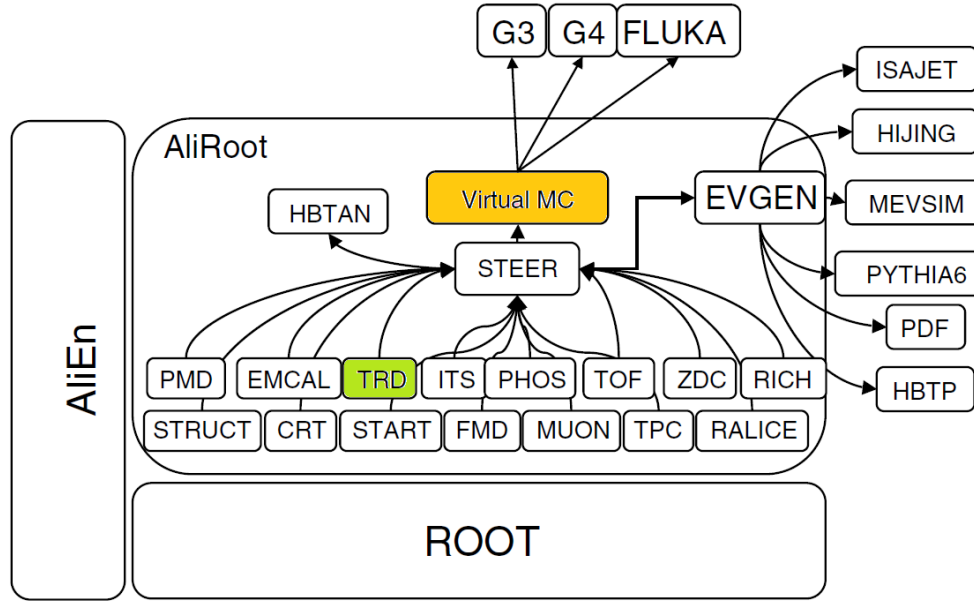 G3
G4
FLUKA
ISAJET
HIJING
AliRoot
Virtual MC
EVGEN
MEVSIM
HBTAN
STEER
PYTHIA6
PDF
AliEn
PMD
EMCAL
TRD
ITS
PHOS
TOF
ZDC
RICH
HBTP
STRUCT
CRT
START
FMD
MUON
TPC
RALICE
ROOT